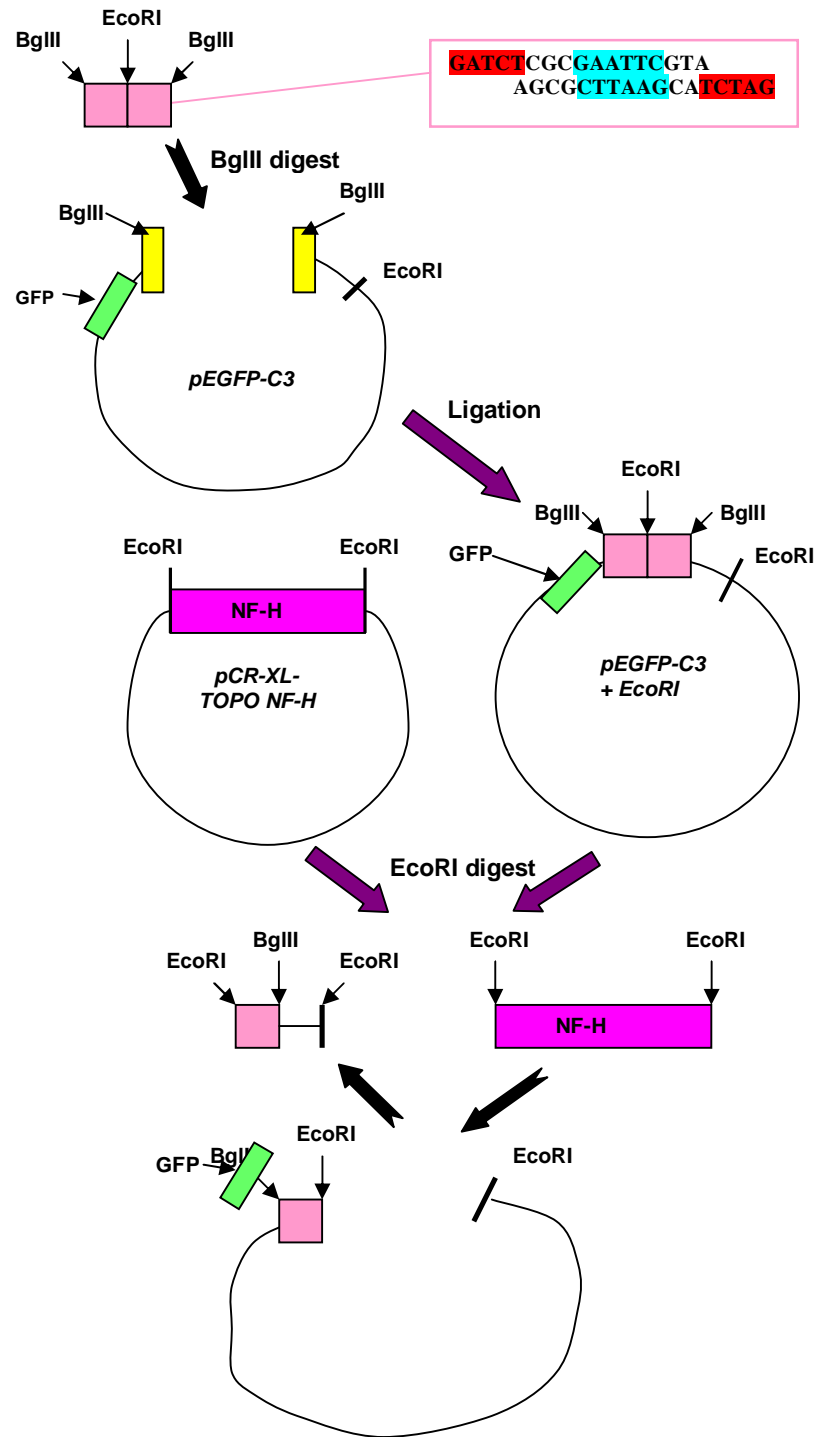 EcoRI
BglII
BglII
GATCTCGCGAATTCGTA
AGCGCTTAAGCATCTAG
BglII digest
BglII
BglII
EcoRI
GFP
pEGFP-C3
Ligation
EcoRI
BglII
BglII
EcoRI
GFP
EcoRI
EcoRI
NF-H
pCR-XL-
TOPO NF-H
pEGFP-C3
+ EcoRI
EcoRI digest
BglII
EcoRI
EcoRI
EcoRI
EcoRI
NF-H
EcoRI
GFP
EcoRI